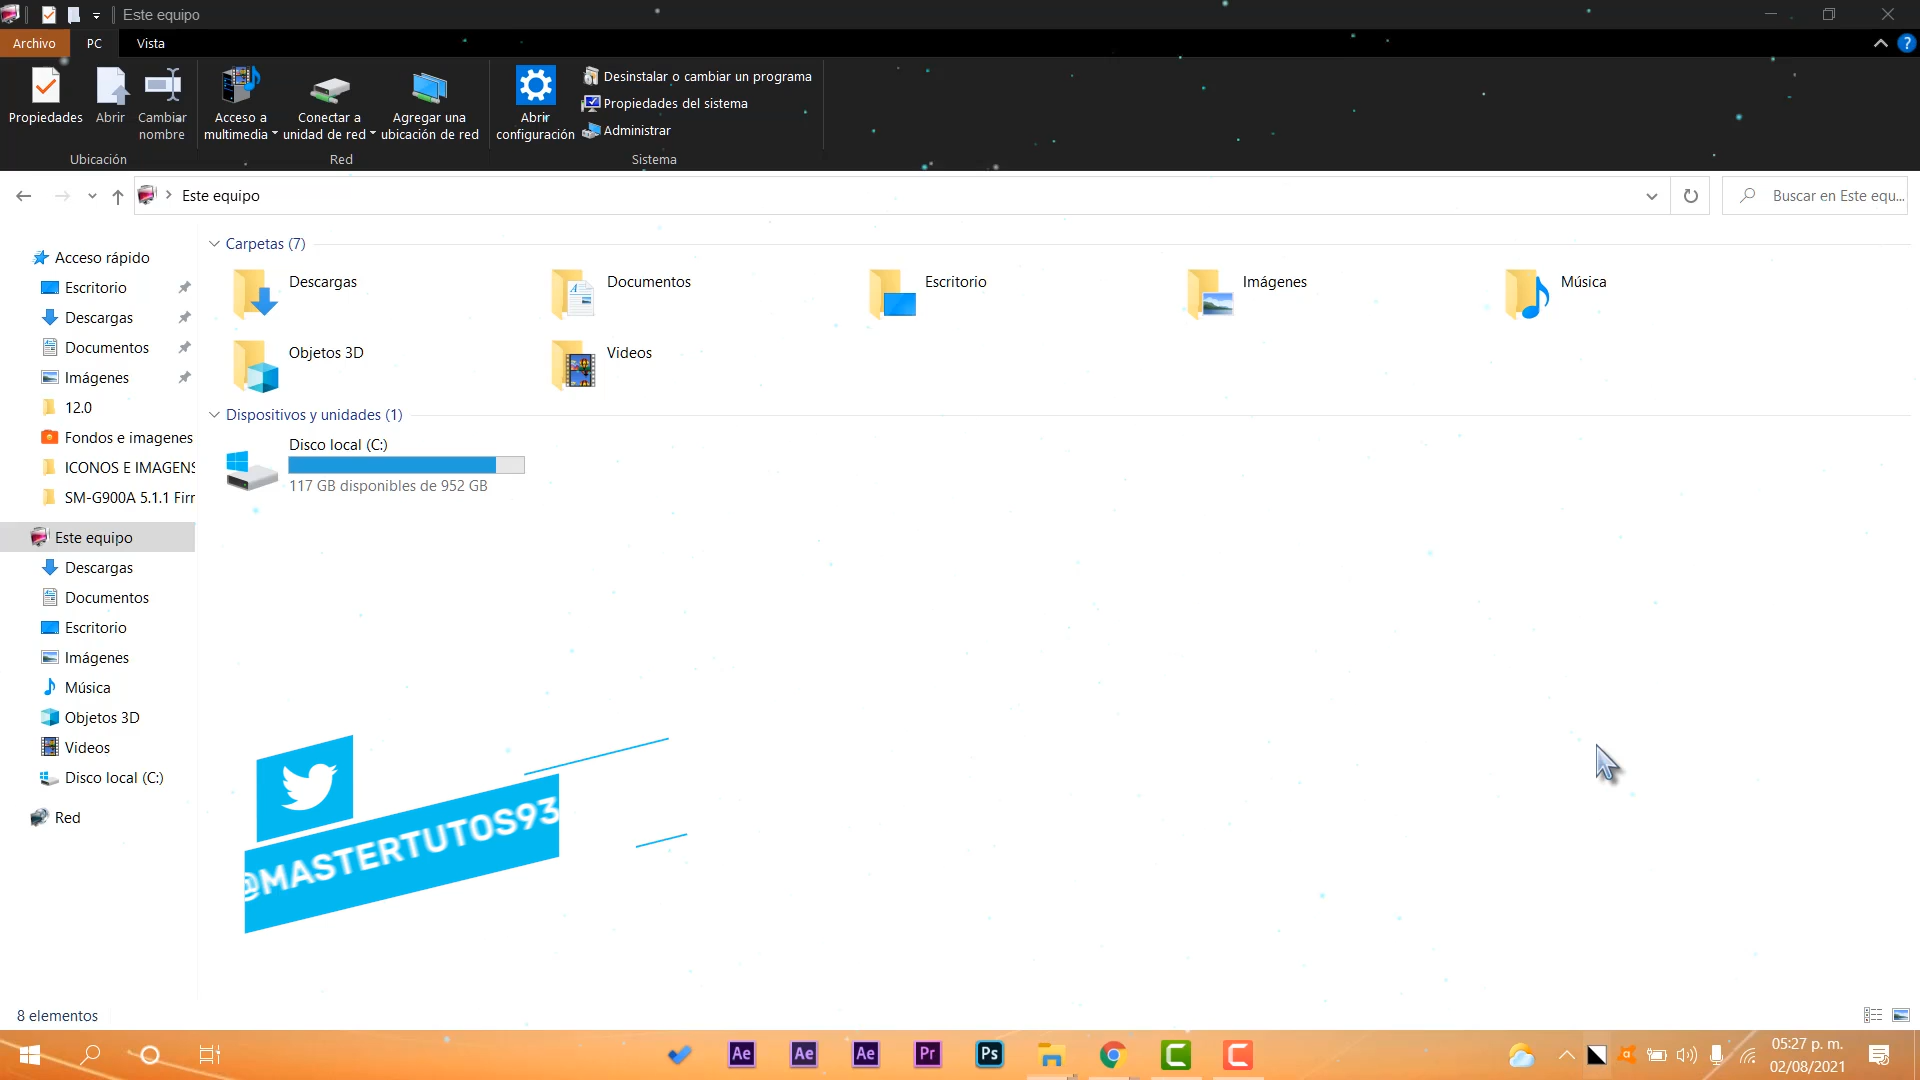 Este equipo
Archivo
PC
Vista
?
Propiedades
Abrir
Cambiar
nombre
Acceso a
multimedia
Conectar a
unidad de red
Agregar una
ubicación de red
Abrir
configuración
Desinstalar o cambiar un programa
Propiedades del sistema
Administrar
Ubicación
Red
Sistema
Este equipo
Buscar en Este equ...
Acceso rápido
Escritorio
Descargas
Documentos
Imágenes
12.0
Fondos e imagenes
ICONOS E IMAGENS
SM-G900A 5.1.1 Firr
Este equipo
Descargas
Documentos
Escritorio
Imágenes
Música
Objetos 3D
Videos
Disco local (C:)
Red
Carpetas (7)
Descargas
Documentos
Escritorio
Imágenes
Música
Objetos 3D
Videos
Dispositivos y unidades (1)
Disco local (C:)
117 GB disponibles de 952 GB
@MASTERTUTOS93
8 elementos
Ae
Ae
Ae
Pr
Ps
05:27 p. m.
02/08/2021